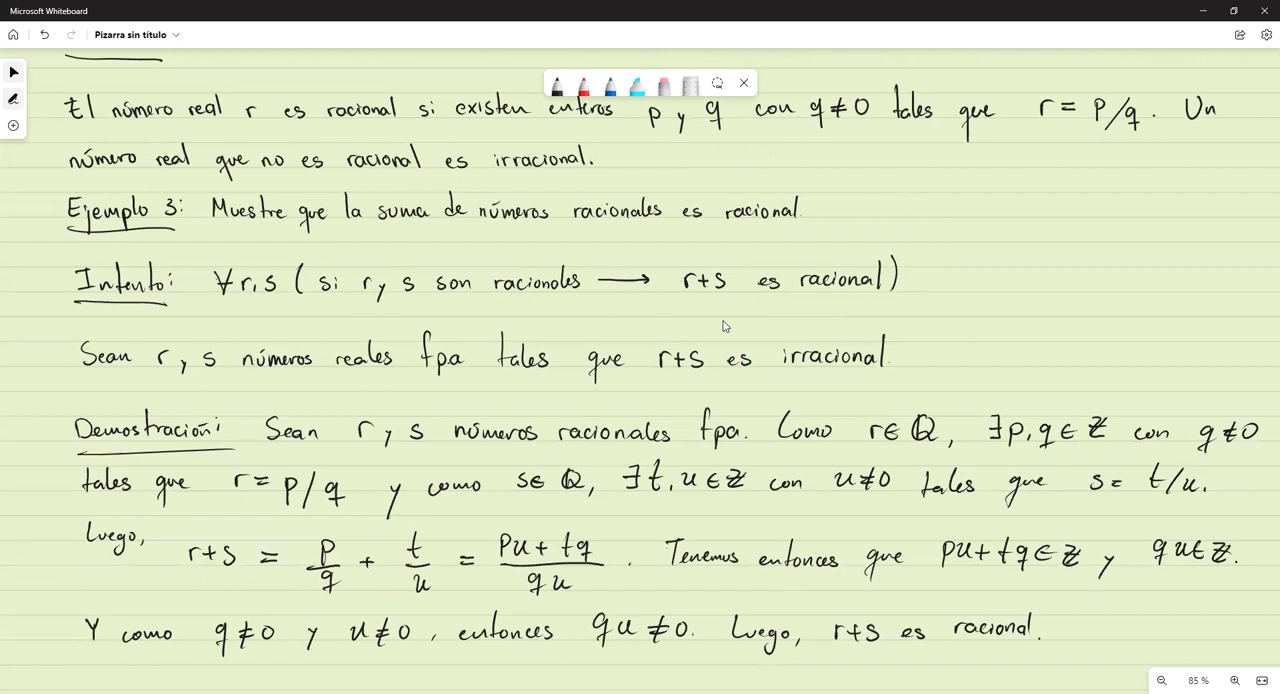 Microsoft Whiteboard
Pizarra sin título
El número real r es racional si existen enteros p y q con q≠0 tales que r = p/q. Un
número real que no es racional es irracional.
Ejemplo 3: Muestre que la suma de números racionales es racional.
Intento: ∀r,s ( si r y s son racionales → r+s es racional)
Sean r, s números reales fpa tales que r+s es irracional.
Demostración: Sean r y s números racionales fpa. Como r∈ℚ, ∃p,q∈ℤ con q≠0
tales que r = p/q y como s∈ℚ, ∃t,u∈ℤ con u≠0 tales que s = t/u.
Luego, r+s = p/q + t/u = (pu+tq)/(qu). Tenemos entonces que pu+tq∈ℤ y qu∈ℤ.
Y como q≠0 y u≠0, entonces qu≠0. Luego, r+s es racional.
85 %